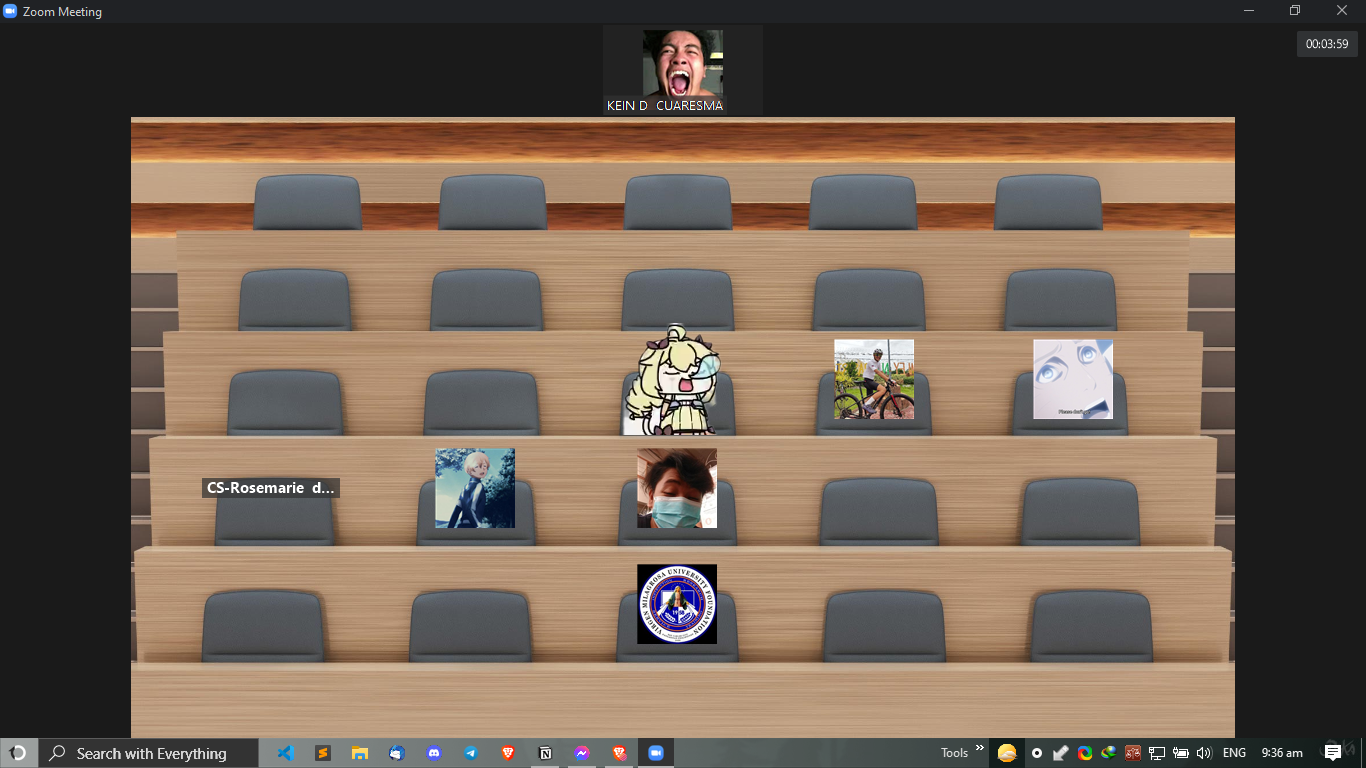 Zoom Meeting
00:03:59
KEIN D CUARESMA
CS-Rosemarie d...
VIRGEN MILAGROSA UNIVERSITY FOUNDATION
Search with Everything
Tools
ENG
9:36 am